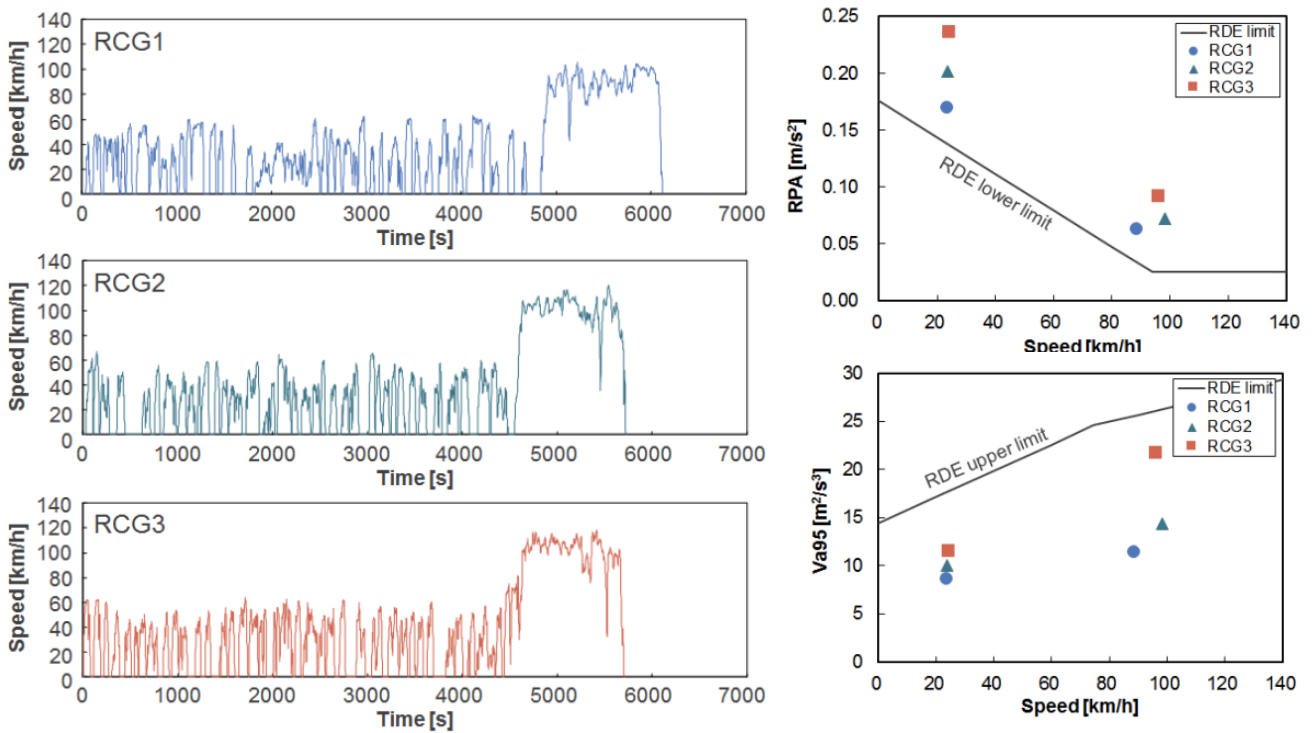 RCG1
Speed [km/h]
140
120
100
80
60
40
20
0
0 1000 2000 3000 4000 5000 6000 7000
Time [s]
RCG2
Speed [km/h]
140
120
100
80
60
40
20
0
0 1000 2000 3000 4000 5000 6000 7000
Time [s]
RCG3
Speed [km/h]
140
120
100
80
60
40
20
0
0 1000 2000 3000 4000 5000 6000 7000
Time [s]
RPA [m/s²]
0.25
0.20
0.15
0.10
0.05
0.00
RDE limit
RCG1
RCG2
RCG3
RDE lower limit
0 20 40 60 80 100 120 140
Speed [km/h]
Va95 [m²/s³]
30
25
20
15
10
5
0
RDE limit
RCG1
RCG2
RCG3
RDE upper limit
0 20 40 60 80 100 120 140
Speed [km/h]